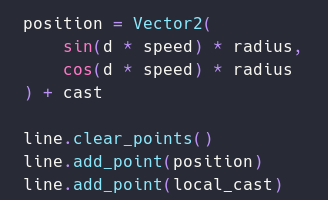 position = Vector2(
    sin(d * speed) * radius,
    cos(d * speed) * radius
) + cast

line.clear_points()
line.add_point(position)
line.add_point(local_cast)